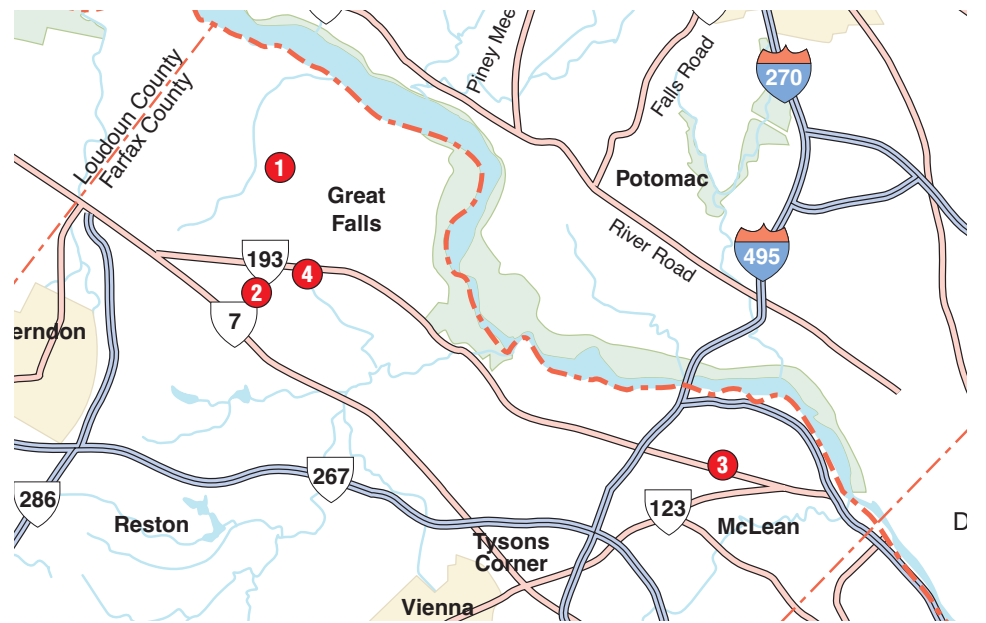 Piney Mee
Falls Road
270
Loudoun County
Farfax County
1
Great
Falls
Potomac
River Road
193
4
495
2
7
erndon
3
267
286
123
Reston
McLean
D
Tysons
Corner
Vienna